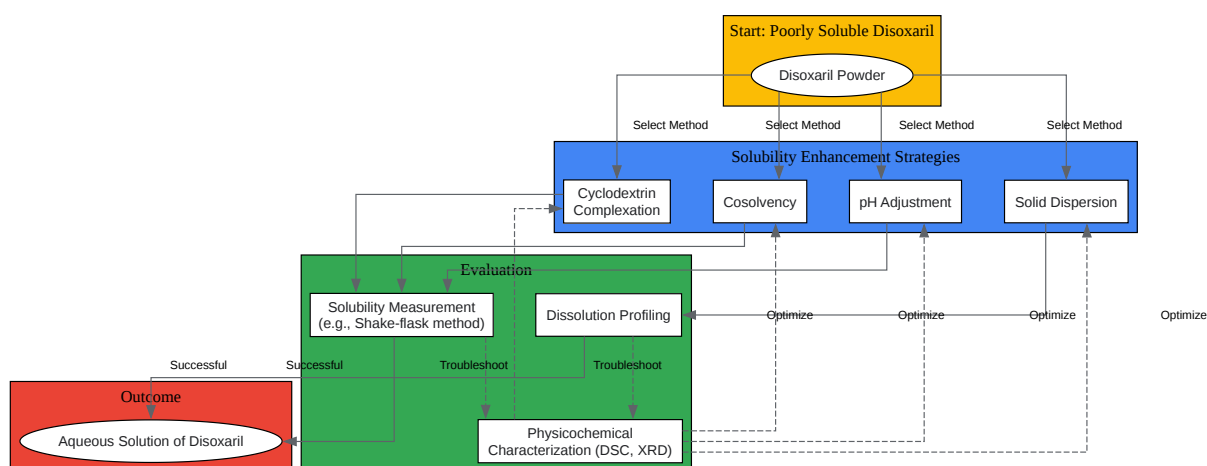 Start: Poorly Soluble Disoxaril
Disoxaril Powder
Select Method
Select Method
Select Method
Select Method
Solubility Enhancement Strategies
Cyclodextrin
Complexation
Cosolvency
pH Adjustment
Solid Dispersion
Evaluation
Solubility Measurement
(e.g., Shake-flask method)
Dissolution Profiling
Optimize
Optimize
Optimize
Optimize
Successful
Successful
Troubleshoot
Troubleshoot
Outcome
Aqueous Solution of Disoxaril
Physicochemical
Characterization (DSC, XRD)